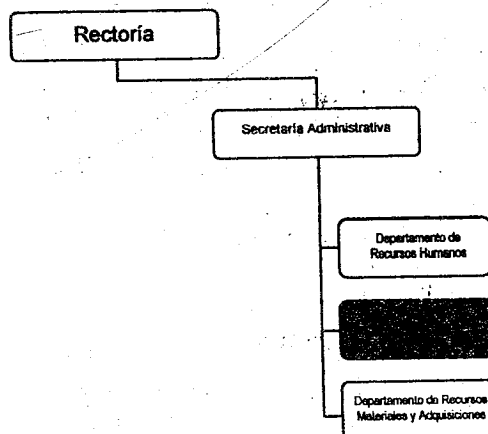 Rectoría
Secretaría Administrativa
Departamento de
Recursos Humanos
Departamento de Recursos
Materiales y Adquisiciones